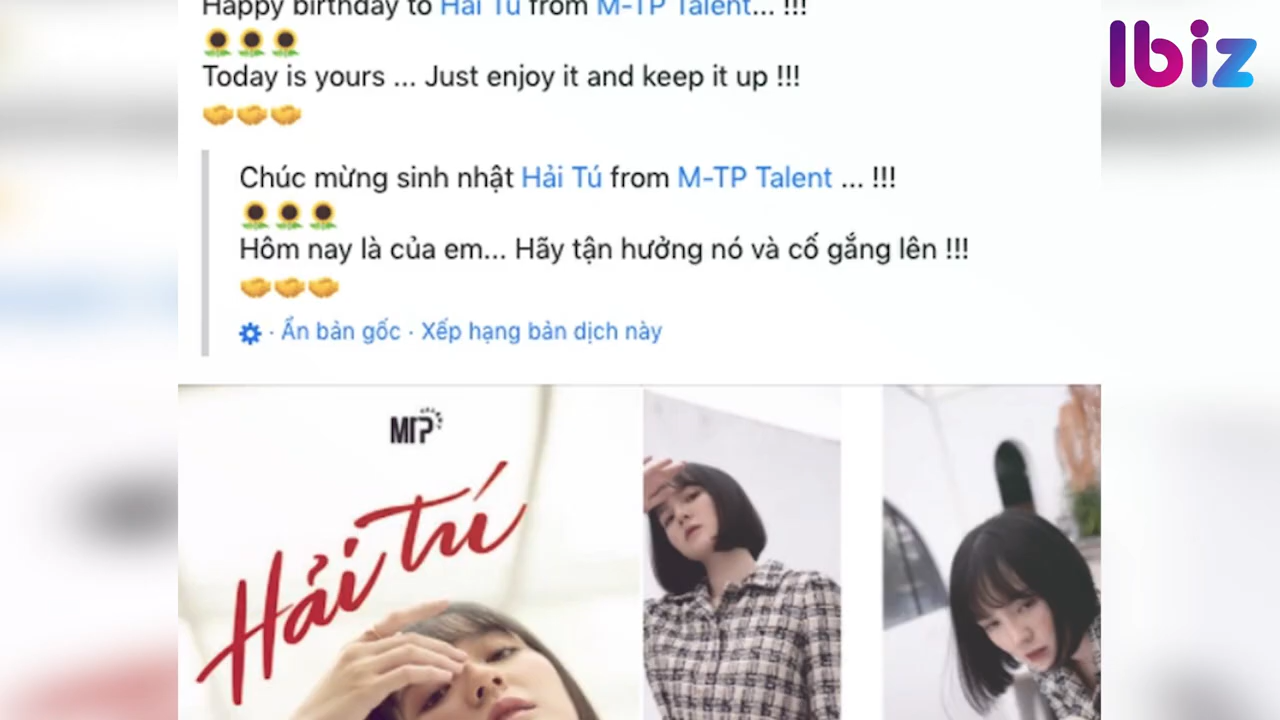 Happy birthday to Hải Tú from M-TP Talent... !!!
🌻🌻🌻
Today is yours ... Just enjoy it and keep it up !!!
🤝🤝🤝
Chúc mừng sinh nhật Hải Tú from M-TP Talent ... !!!
🌻🌻🌻
Hôm nay là của em... Hãy tận hưởng nó và cố gắng lên !!!
🤝🤝🤝
· Ẩn bản gốc · Xếp hạng bản dịch này
MTP
Hải Tú
Ibiz